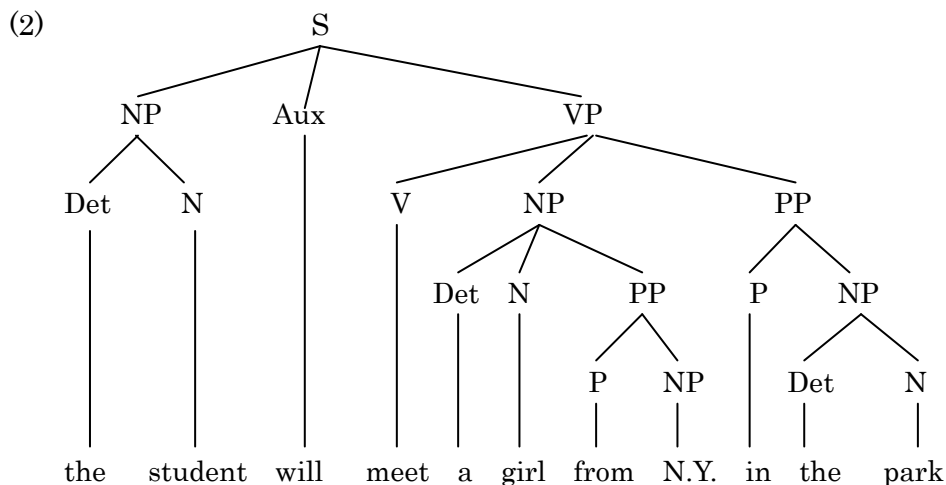 (2) S
NP Aux VP
Det N V NP PP
Det N PP P NP
P NP Det N
the student will meet a girl from N.Y. in the park